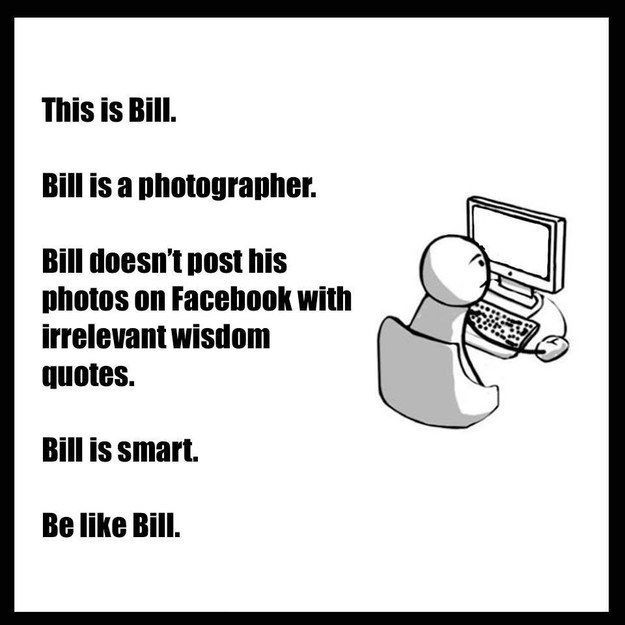 This is Bill.
Bill is a photographer.
Bill doesn’t post his
photos on Facebook with
irrelevant wisdom
quotes.
Bill is smart.
Be like Bill.